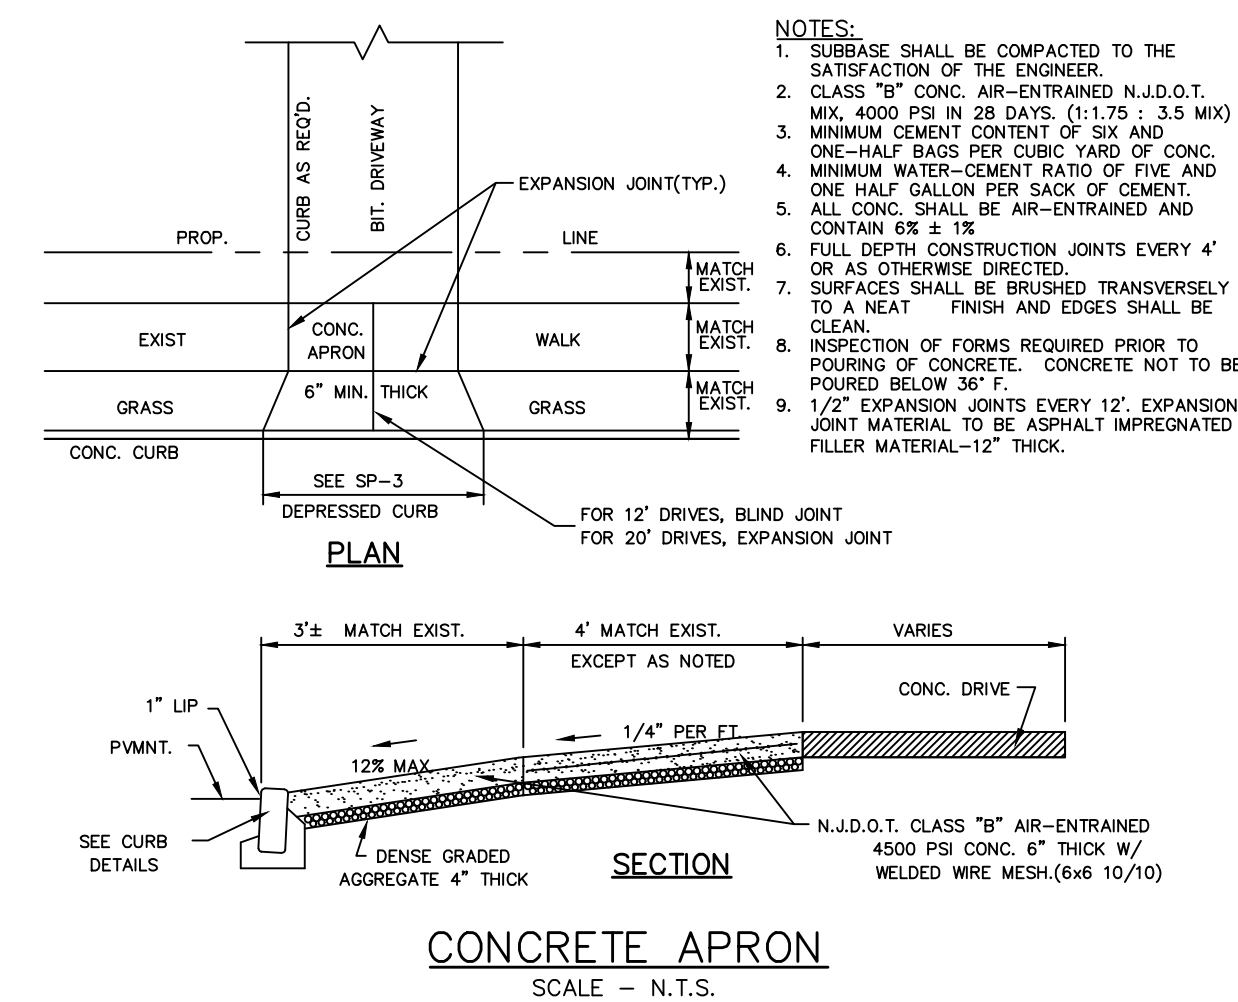 NOTES:
1. SUBBASE SHALL BE COMPACTED TO THE
SATISFACTION OF THE ENGINEER.
2. CLASS "B" CONC. AIR-ENTRAINED N.J.D.O.T.
MIX, 4000 PSI IN 28 DAYS. (1:1.75 : 3.5 MIX)
3. MINIMUM CEMENT CONTENT OF SIX AND
ONE-HALF BAGS PER CUBIC YARD OF CONC.
4. MINIMUM WATER-CEMENT RATIO OF FIVE AND
ONE HALF GALLON PER SACK OF CEMENT.
5. ALL CONC. SHALL BE AIR-ENTRAINED AND
CONTAIN 6% ± 1%
6. FULL DEPTH CONSTRUCTION JOINTS EVERY 4'
OR AS OTHERWISE DIRECTED.
7. SURFACES SHALL BE BRUSHED TRANSVERSELY
TO A NEAT FINISH AND EDGES SHALL BE
CLEAN.
8. INSPECTION OF FORMS REQUIRED PRIOR TO
POURING OF CONCRETE. CONCRETE NOT TO BE
POURED BELOW 36° F.
9. 1/2" EXPANSION JOINTS EVERY 12'. EXPANSION
JOINT MATERIAL TO BE ASPHALT IMPREGNATED
FILLER MATERIAL-12" THICK.
CURB AS REQ'D.
BIT. DRIVEWAY
EXPANSION JOINT(TYP.)
PROP.
LINE
MATCH
EXIST.
EXIST
CONC.
APRON
WALK
MATCH
EXIST.
GRASS
6" MIN. THICK
GRASS
MATCH
EXIST.
CONC. CURB
SEE SP-3
DEPRESSED CURB
FOR 12' DRIVES, BLIND JOINT
FOR 20' DRIVES, EXPANSION JOINT
PLAN
3'± MATCH EXIST.
4' MATCH EXIST.
EXCEPT AS NOTED
VARIES
CONC. DRIVE
1" LIP
PVMNT.
12% MAX.
1/4" PER FT.
SEE CURB
DETAILS
DENSE GRADED
AGGREGATE 4" THICK
N.J.D.O.T. CLASS "B" AIR-ENTRAINED
4500 PSI CONC. 6" THICK W/
WELDED WIRE MESH.(6x6 10/10)
SECTION
CONCRETE APRON
SCALE - N.T.S.